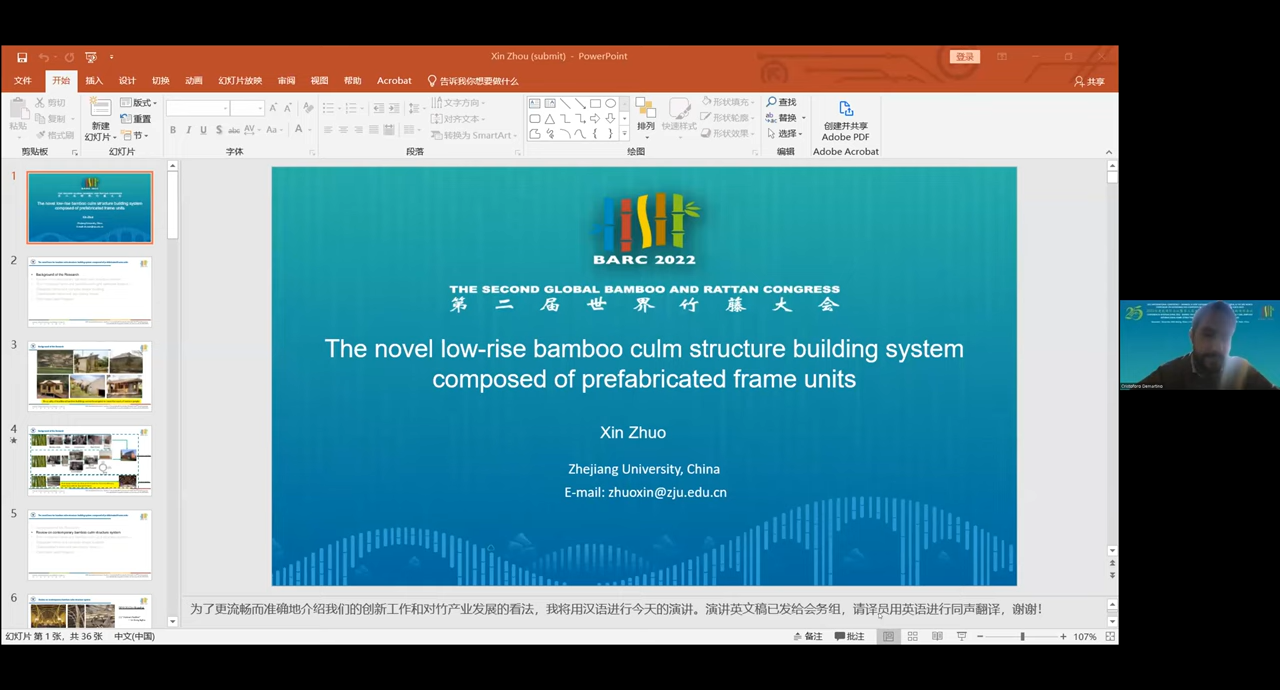 Xin Zhou (submit) - PowerPoint
登录
文件 开始 插入 设计 切换 动画 幻灯片放映 审阅 视图 帮助 Acrobat 告诉我你想要做什么
共享
粘贴
剪切
复制
格式刷
剪贴板
新建
幻灯片
版式
重置
节
幻灯片
B I U S abc AV Aa A
字体
文字方向
对齐文本
转换为 SmartArt
段落
排列
快速样式
形状填充
形状轮廓
形状效果
绘图
查找
替换
选择
编辑
创建并共享
Adobe PDF
Adobe Acrobat
1
2
3
4
5
6
BARC 2022
THE SECOND GLOBAL BAMBOO AND RATTAN CONGRESS
第二届世界竹藤大会
The novel low-rise bamboo culm structure building system
composed of prefabricated frame units
Xin Zhuo
Zhejiang University, China
E-mail: zhuoxin@zju.edu.cn
为了更流畅而准确地介绍我们的创新工作和对竹产业发展的看法，我将用汉语进行今天的演讲。演讲英文稿已发给会务组，请译员用英语进行同声翻译，谢谢！
幻灯片 第 1 张，共 36 张 中文(中国)
备注 批注 107%
25
Cristoforo Demartino